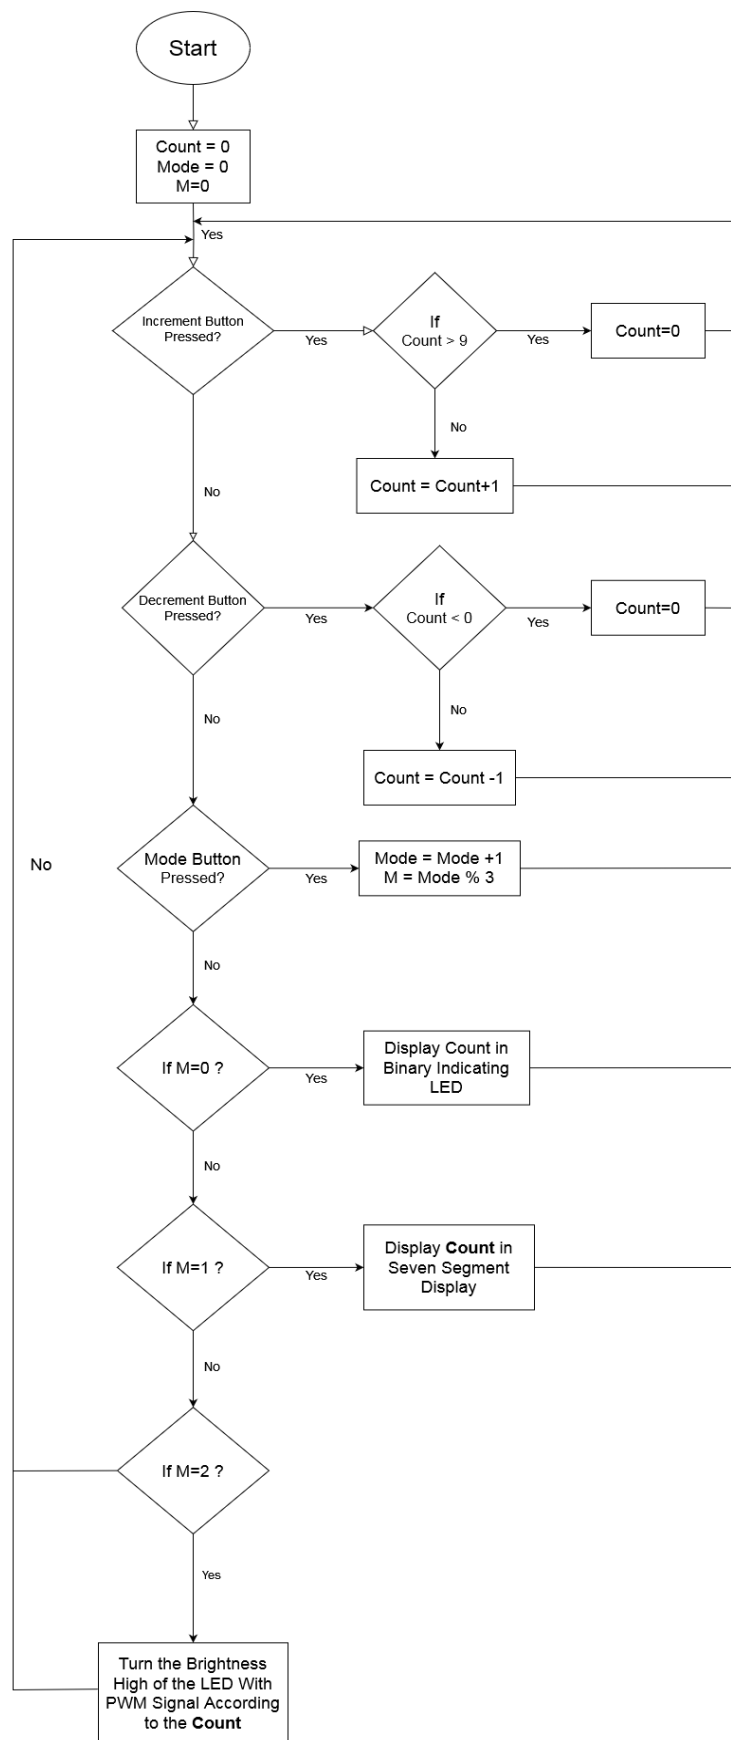 Start
Count = 0
Mode = 0
M=0
Yes
Increment Button
Pressed?
Yes
If
Count > 9
Yes
Count=0
No
Count = Count+1
No
Decrement Button
Pressed?
Yes
If
Count < 0
Yes
Count=0
No
No
Count = Count -1
No
Mode Button
Pressed?
Yes
Mode = Mode +1
M = Mode % 3
No
If M=0 ?
Yes
Display Count in
Binary Indicating
LED
No
If M=1 ?
Yes
Display Count in
Seven Segment
Display
No
If M=2 ?
Yes
Turn the Brightness
High of the LED With
PWM Signal According
to the Count